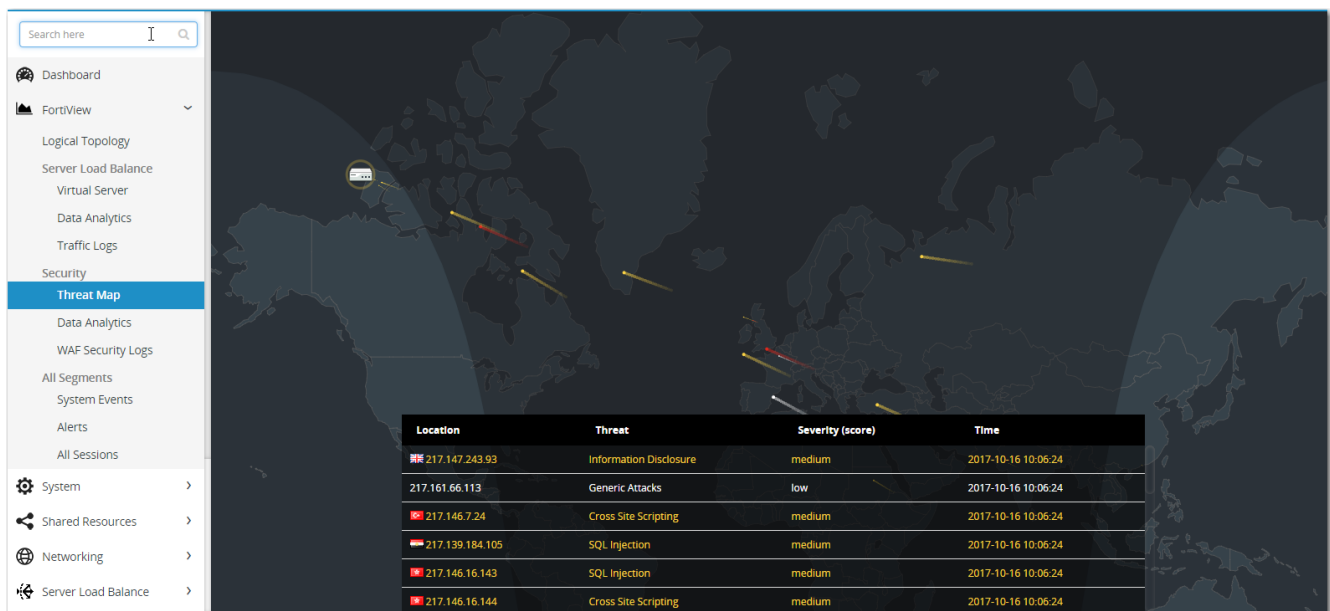 Search here
Dashboard
FortiView
Logical Topology
Server Load Balance
Virtual Server
Data Analytics
Traffic Logs
Security
Threat Map
Data Analytics
WAF Security Logs
All Segments
System Events
Alerts
All Sessions
System
Shared Resources
Networking
Server Load Balance
Location Threat Severity (score) Time
217.147.243.93 Information Disclosure medium 2017-10-16 10:06:24
217.161.66.113 Generic Attacks low 2017-10-16 10:06:24
217.146.7.24 Cross Site Scripting medium 2017-10-16 10:06:24
217.139.184.105 SQL Injection medium 2017-10-16 10:06:24
217.146.16.143 SQL Injection medium 2017-10-16 10:06:24
217.146.16.144 Cross Site Scripting medium 2017-10-16 10:06:24